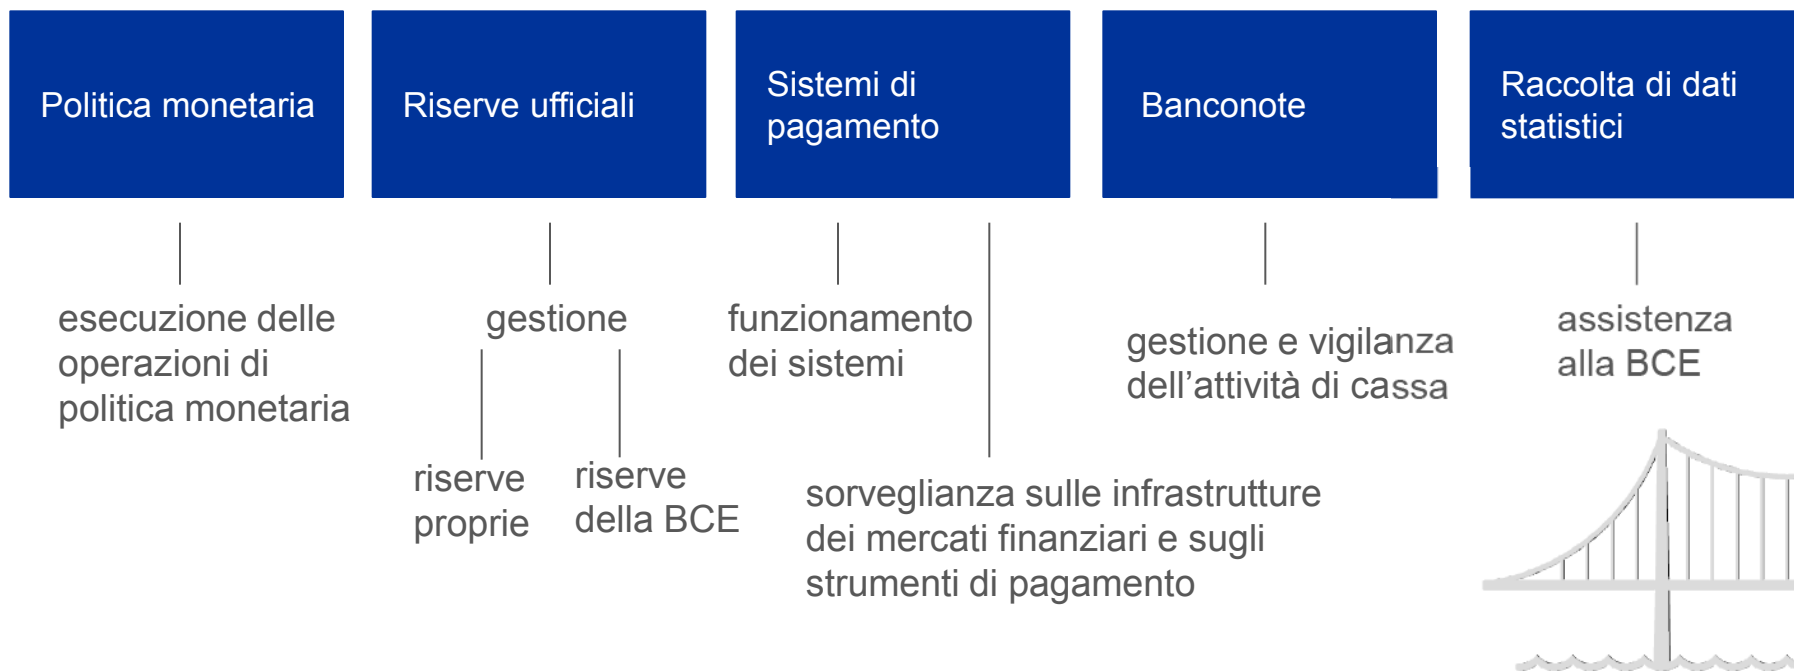 Politica monetaria
Riserve ufficiali
Sistemi di
pagamento
Banconote
Raccolta di dati
statistici
esecuzione delle
operazioni di
politica monetaria
gestione
riserve
proprie
riserve
della BCE
funzionamento
dei sistemi
sorveglianza sulle infrastrutture
dei mercati finanziari e sugli
strumenti di pagamento
gestione e vigilanza
dell’attività di cassa
assistenza
alla BCE